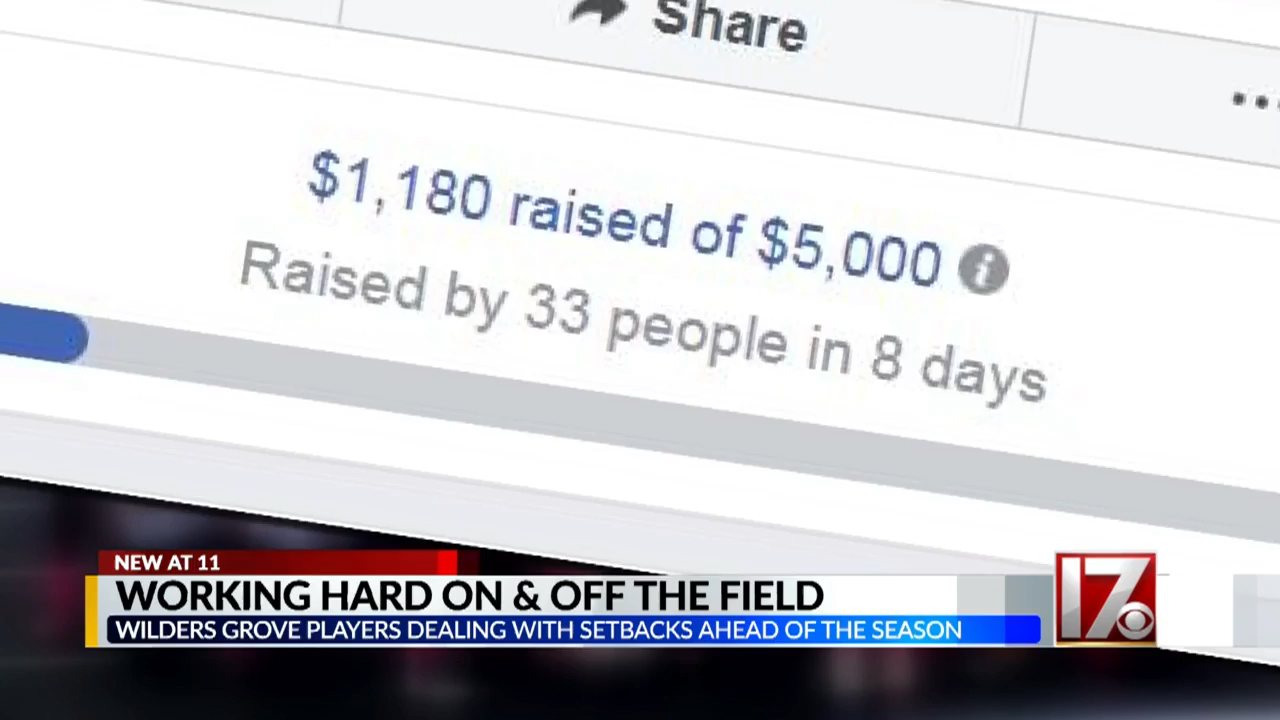 Share
$1,180 raised of $5,000
Raised by 33 people in 8 days
NEW AT 11
WORKING HARD ON & OFF THE FIELD
WILDERS GROVE PLAYERS DEALING WITH SETBACKS AHEAD OF THE SEASON
17